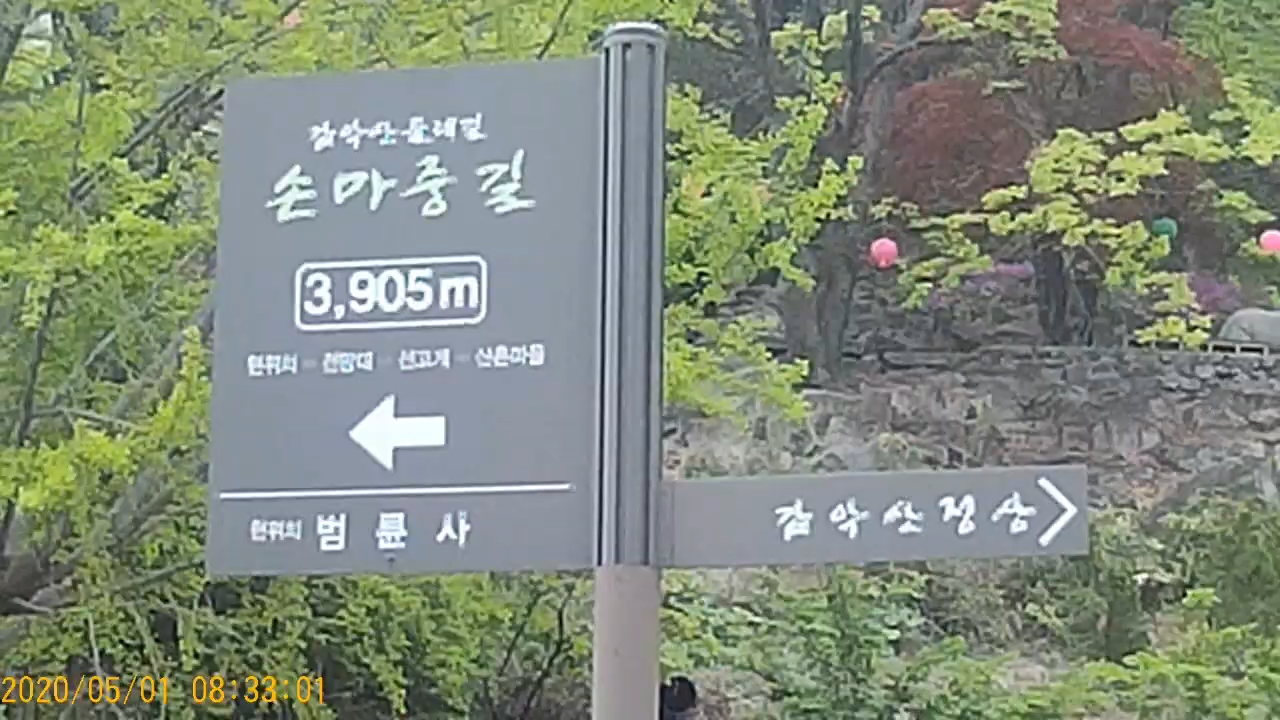 감악산둘레길
손마중길
3,905m
현위치 - 전망대 - 선고개 - 산촌마을
현위치 범륜사
감악산정상 >
2020/05/01 08:33:01